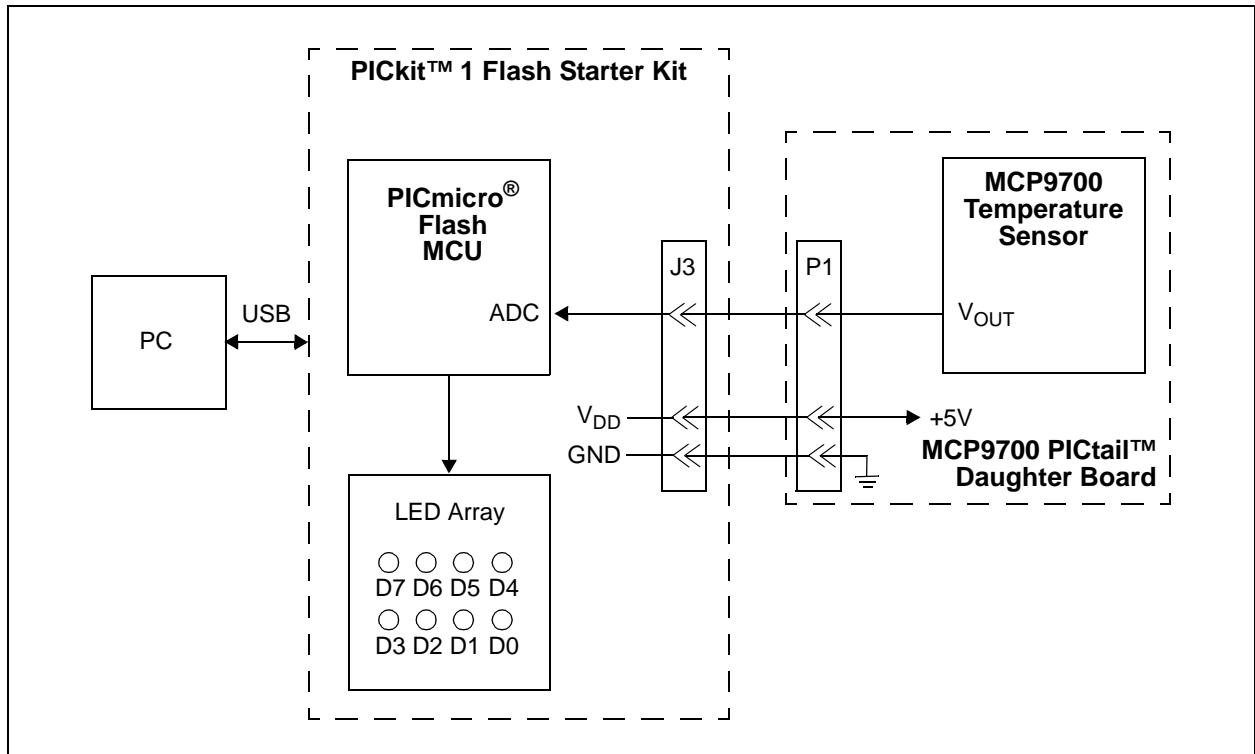 PICkit™ 1 Flash Starter Kit
PICmicro®
Flash
MCU
ADC
PC
USB
J3
P1
MCP9700
Temperature
Sensor
VOUT
VDD
GND
+5V
MCP9700 PICtail™
Daughter Board
LED Array
D7 D6 D5 D4
D3 D2 D1 D0